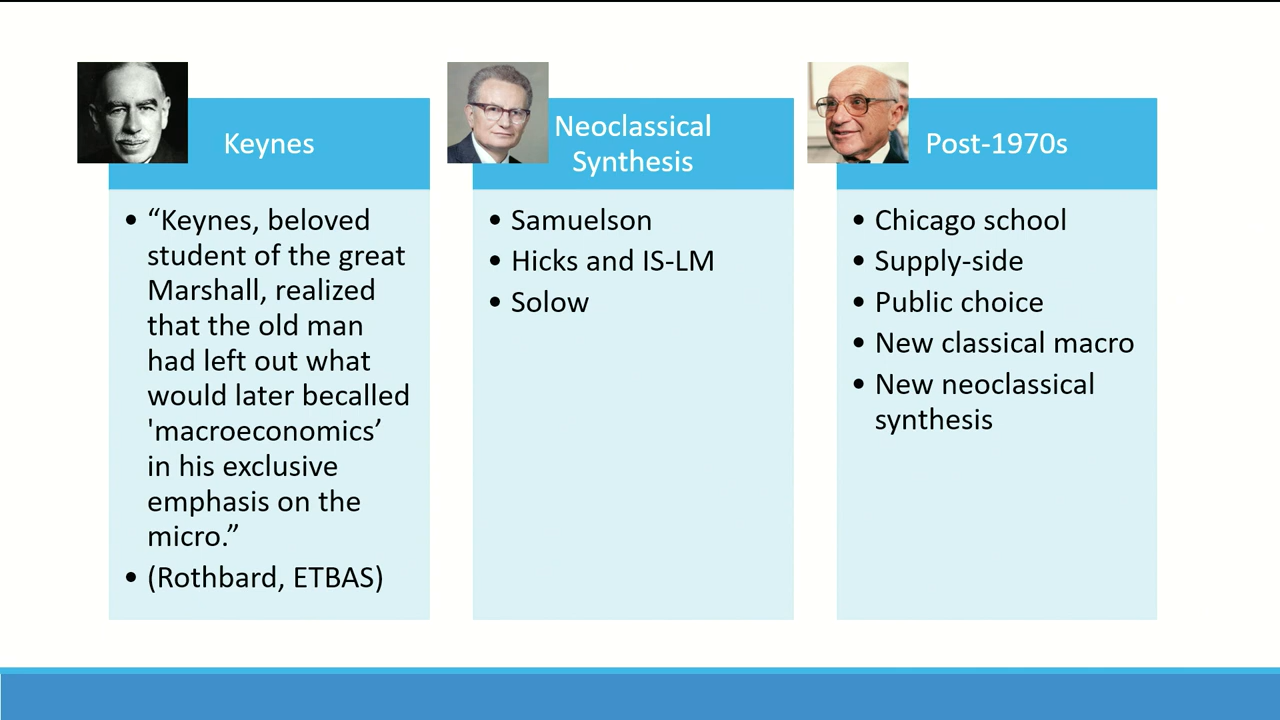 Keynes
• “Keynes, beloved
student of the great
Marshall, realized
that the old man
had left out what
would later becalled
'macroeconomics’
in his exclusive
emphasis on the
micro.”
• (Rothbard, ETBAS)
Neoclassical
Synthesis
• Samuelson
• Hicks and IS-LM
• Solow
Post-1970s
• Chicago school
• Supply-side
• Public choice
• New classical macro
• New neoclassical
synthesis